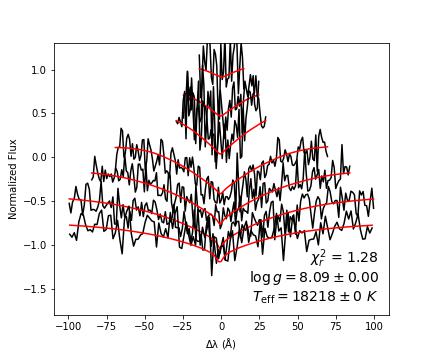 1.0
0.5
0.0
−0.5
−1.0
−1.5
Normalized Flux
χ²ᵣ = 1.28
log g = 8.09 ± 0.00
T_eff = 18218 ± 0 K
−100 −75 −50 −25 0 25 50 75 100
Δλ (Å)